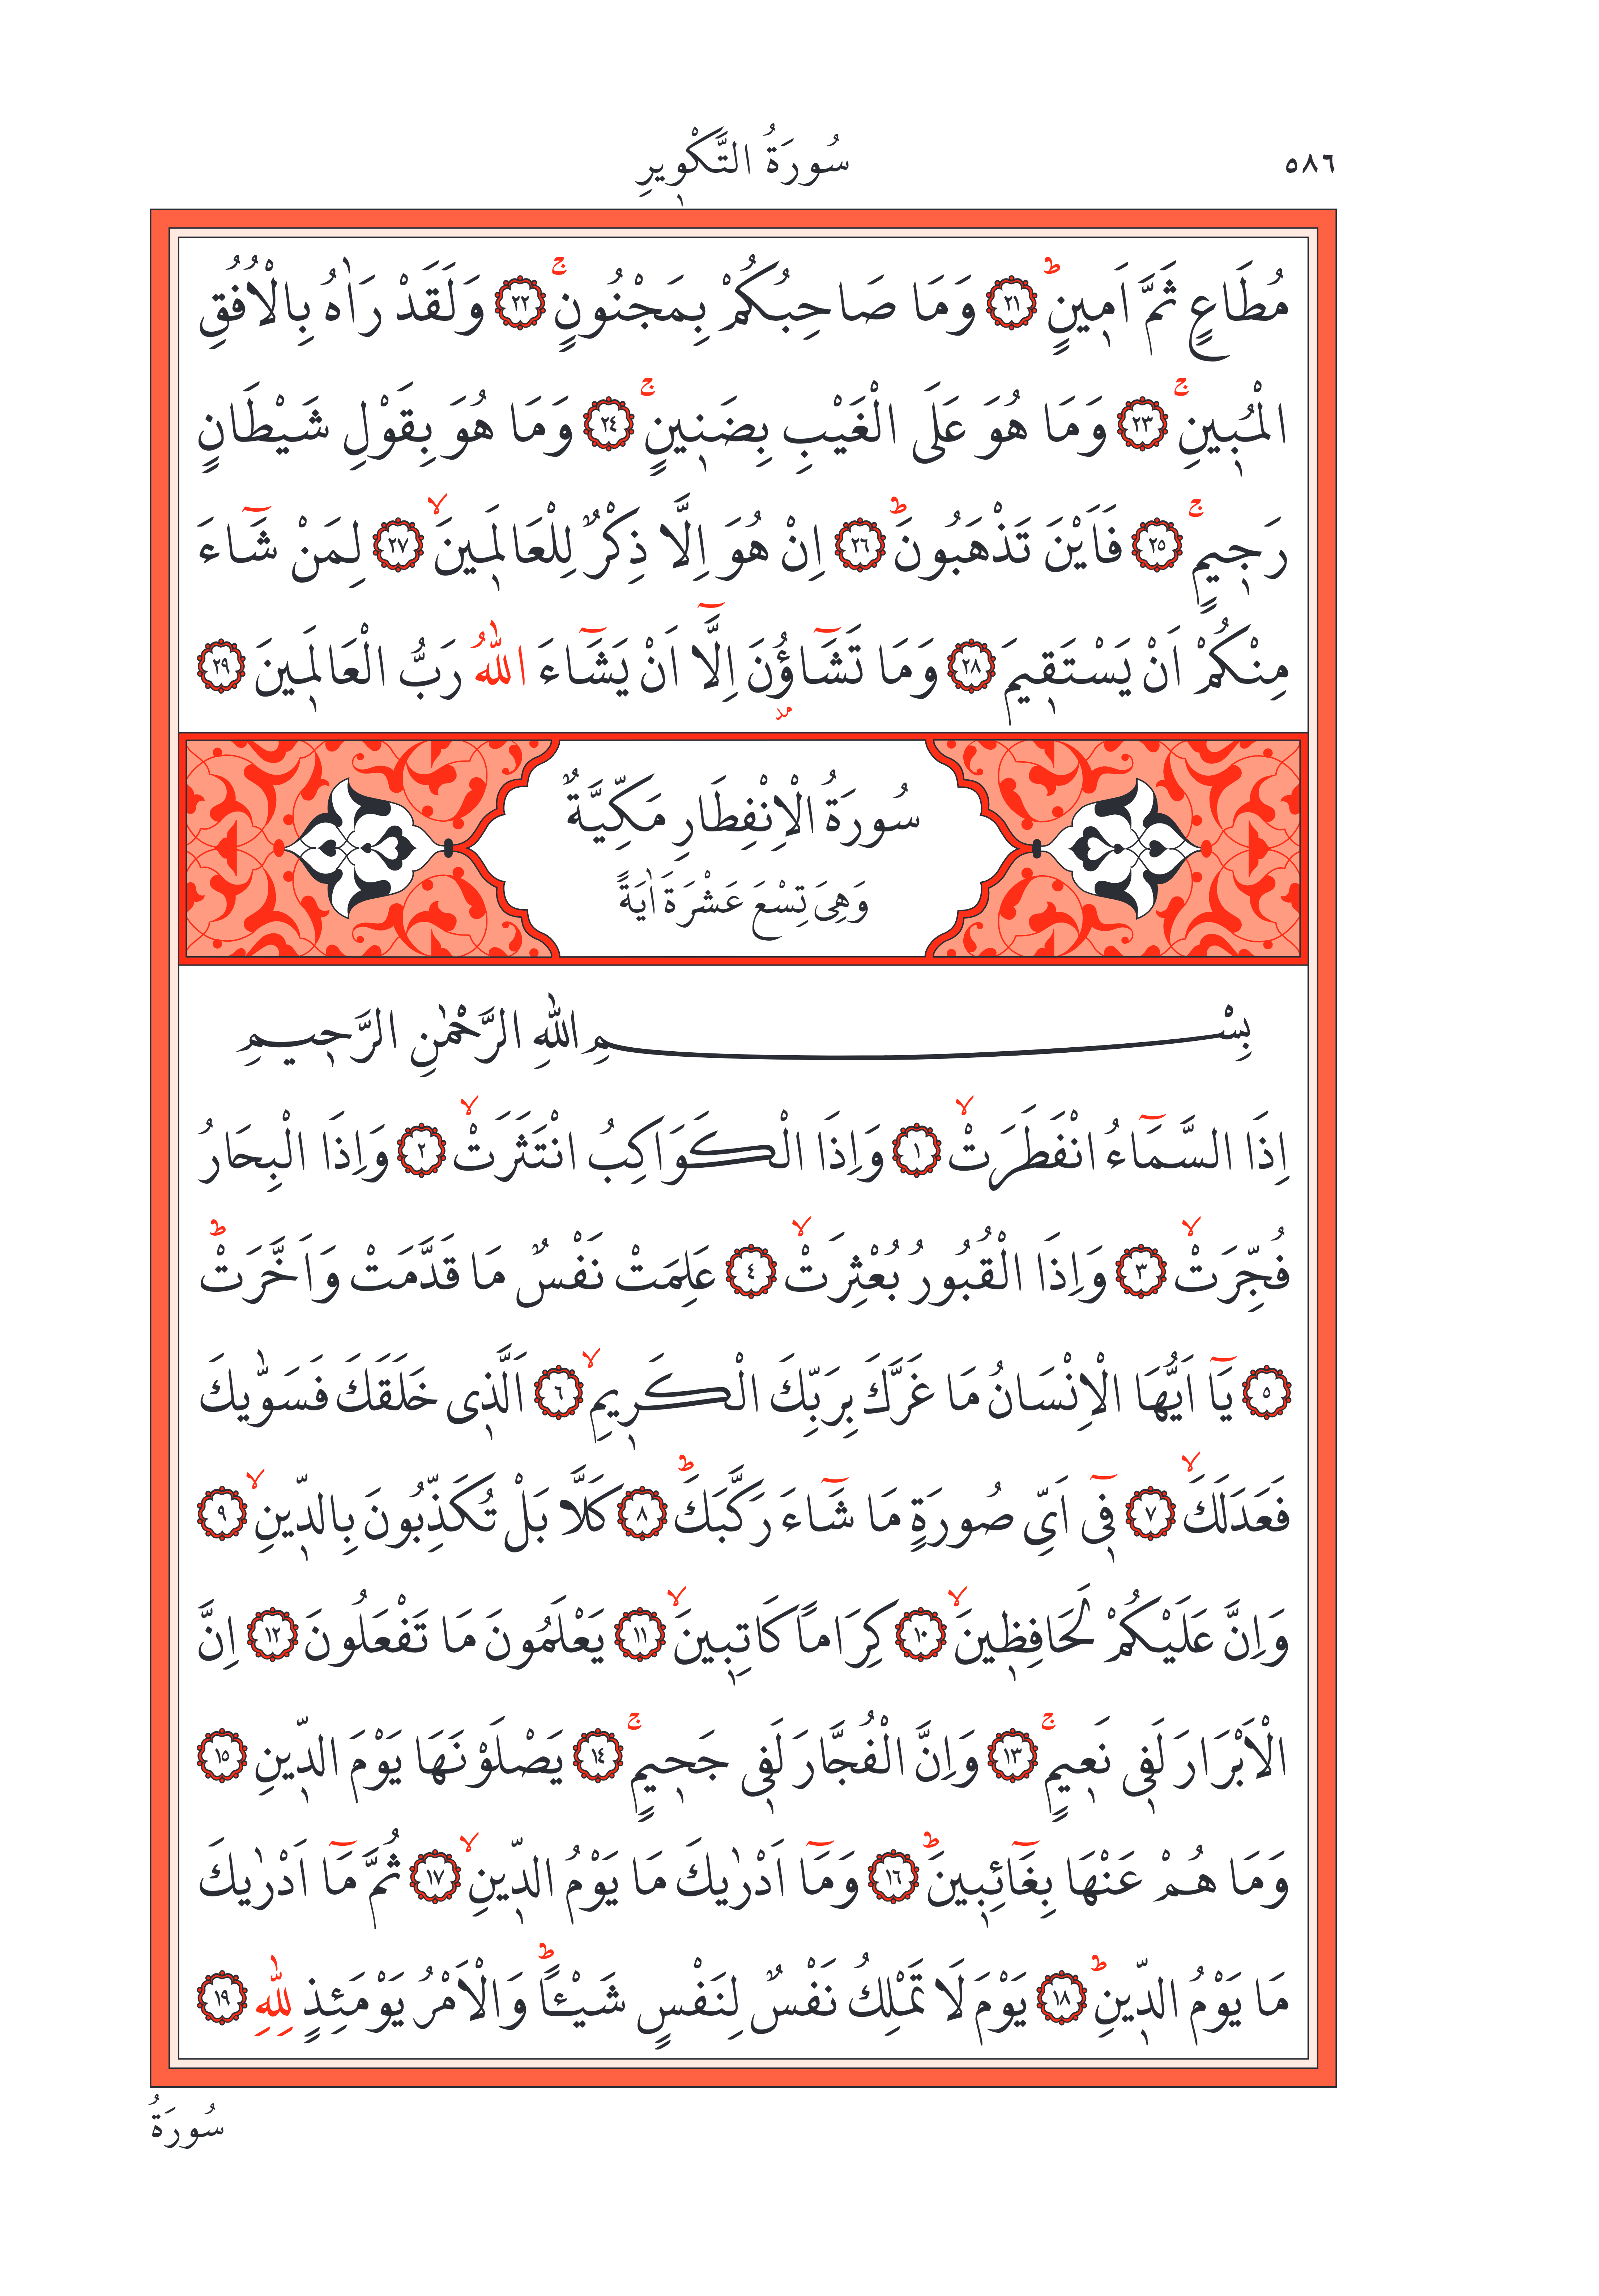 ٥٨٦
سُورَةُ التَّكْوٖيرِ
مُطَاعٍ ثَمَّ اَمٖينٍؕ ﴿٢١﴾ وَمَا صَاحِبُكُمْ بِمَجْنُونٍۚ ﴿٢٢﴾ وَلَقَدْ رَاٰهُ بِالْاُفُقِ
الْمُبٖينِۚ ﴿٢٣﴾ وَمَا هُوَ عَلَى الْغَيْبِ بِضَنٖينٍۚ ﴿٢٤﴾ وَمَا هُوَ بِقَوْلِ شَيْطَانٍ
رَجٖيمٍۚ ﴿٢٥﴾ فَاَيْنَ تَذْهَبُونَؕ ﴿٢٦﴾ اِنْ هُوَ اِلَّا ذِكْرٌ لِلْعَالَمٖينَۙ ﴿٢٧﴾ لِمَنْ شَٓاءَ
مِنْكُمْ اَنْ يَسْتَقٖيمَ ﴿٢٨﴾ وَمَا تَشَٓاؤُ۫نَ اِلَّٓا اَنْ يَشَٓاءَ اللّٰهُ رَبُّ الْعَالَمٖينَ ﴿٢٩﴾
مد
سُورَةُ الْاِنْفِطَارِ مَكِّيَّةٌ
وَهِىَ تِسْعَ عَشْرَةَ اٰيَةً
بِسْمِ اللّٰهِ الرَّحْمٰنِ الرَّحٖيمِ
اِذَا السَّمَٓاءُ انْفَطَرَتْۙ ﴿١﴾ وَاِذَا الْكَوَاكِبُ انْتَثَرَتْۙ ﴿٢﴾ وَاِذَا الْبِحَارُ
فُجِّرَتْۙ ﴿٣﴾ وَاِذَا الْقُبُورُ بُعْثِرَتْۙ ﴿٤﴾ عَلِمَتْ نَفْسٌ مَا قَدَّمَتْ وَاَخَّرَتْؕ
﴿٥﴾ يَٓا اَيُّهَا الْاِنْسَانُ مَا غَرَّكَ بِرَبِّكَ الْكَرٖيمِۙ ﴿٦﴾ اَلَّذٖى خَلَقَكَ فَسَوّٰيكَ
فَعَدَلَكَۙ ﴿٧﴾ فٖٓى اَىِّ صُورَةٍ مَا شَٓاءَ رَكَّبَكَؕ ﴿٨﴾ كَلَّا بَلْ تُكَذِّبُونَ بِالدّٖينِۙ ﴿٩﴾
وَاِنَّ عَلَيْكُمْ لَحَافِظٖينَۙ ﴿١٠﴾ كِرَامًا كَاتِبٖينَۙ ﴿١١﴾ يَعْلَمُونَ مَا تَفْعَلُونَ ﴿١٢﴾ اِنَّ
الْاَبْرَارَ لَفٖى نَعٖيمٍۚ ﴿١٣﴾ وَاِنَّ الْفُجَّارَ لَفٖى جَحٖيمٍۚ ﴿١٤﴾ يَصْلَوْنَهَا يَوْمَ الدّٖينِ ﴿١٥﴾
وَمَا هُمْ عَنْهَا بِغَٓائِبٖينَؕ ﴿١٦﴾ وَمَٓا اَدْرٰيكَ مَا يَوْمُ الدّٖينِۙ ﴿١٧﴾ ثُمَّ مَٓا اَدْرٰيكَ
مَا يَوْمُ الدّٖينِؕ ﴿١٨﴾ يَوْمَ لَا تَمْلِكُ نَفْسٌ لِنَفْسٍ شَيْـًٔاؕ وَالْاَمْرُ يَوْمَئِذٍ لِلّٰهِ ﴿١٩﴾
سُورَةُ